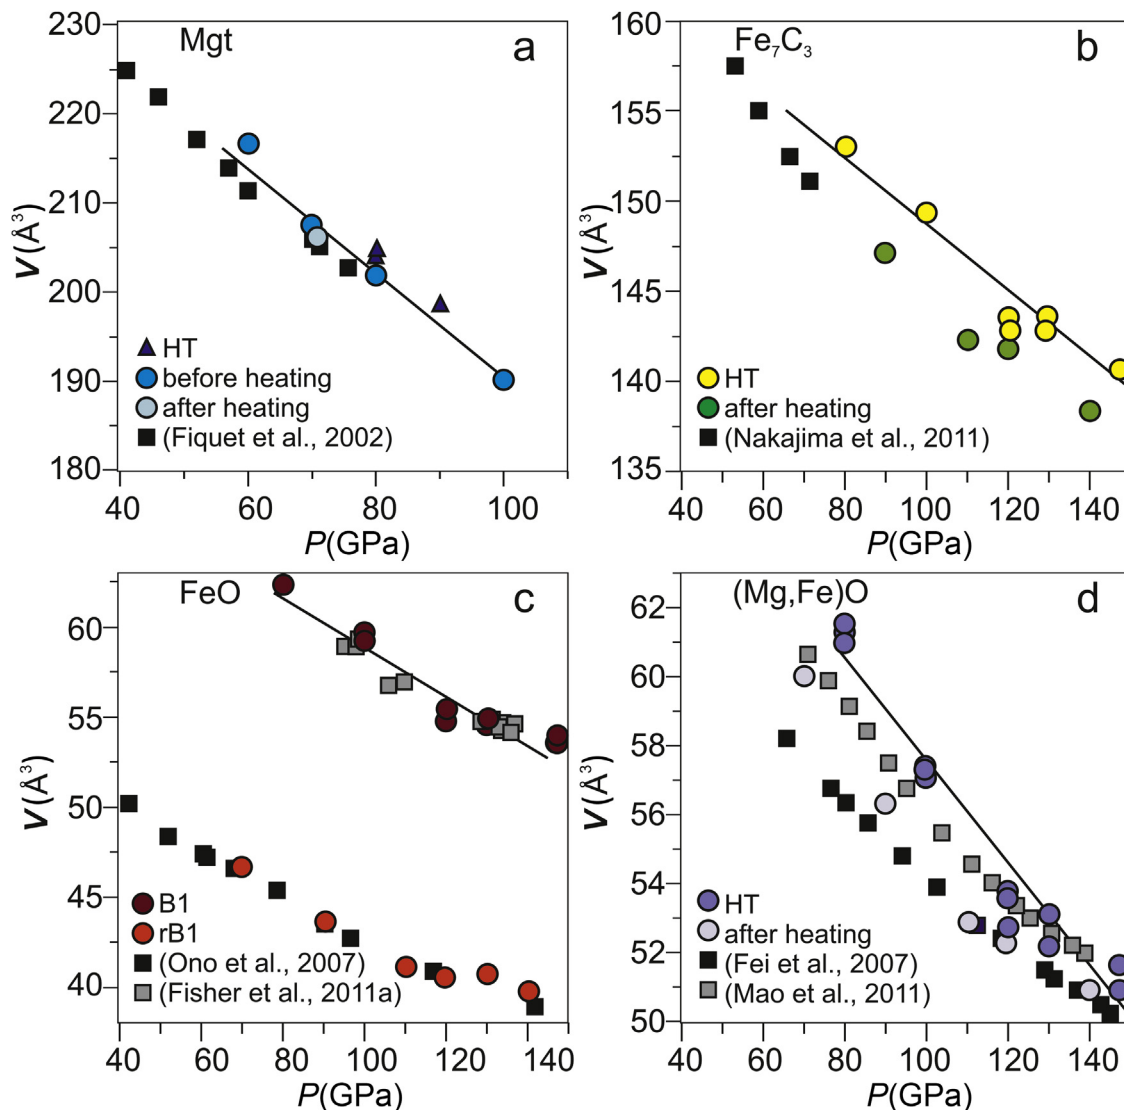 Mgt
a
230
220
210
200
190
180
V(Å³)
HT
before heating
after heating
(Fiquet et al., 2002)
40 60 80 100
P(GPa)
Fe₇C₃
b
160
155
150
145
140
135
V(Å³)
HT
after heating
(Nakajima et al., 2011)
40 60 80 100 120 140
P(GPa)
FeO
c
60
55
50
45
40
V(Å³)
B1
rB1
(Ono et al., 2007)
(Fisher et al., 2011a)
40 60 80 100 120 140
P(GPa)
(Mg,Fe)O
d
62
60
58
56
54
52
50
V(Å³)
HT
after heating
(Fei et al., 2007)
(Mao et al., 2011)
40 60 80 100 120 140
P(GPa)